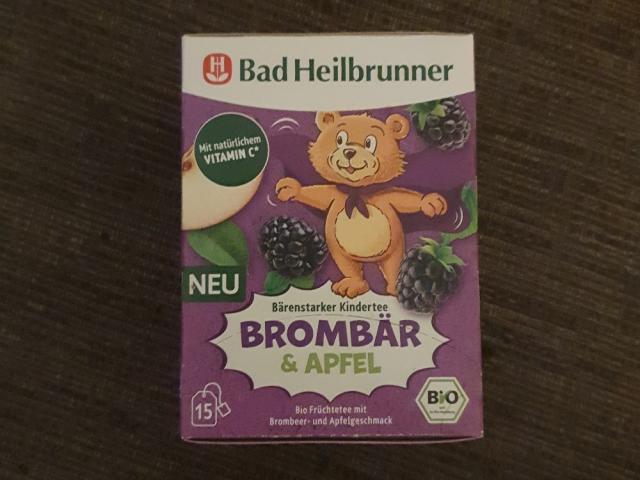 Bad Heilbrunner
Mit natürlichem
VITAMIN C*
NEU
Bärenstarker Kindertee
BROMBÄR
& APFEL
15
Bio Früchtetee mit
Brombeer- und Apfelgeschmack
BIO